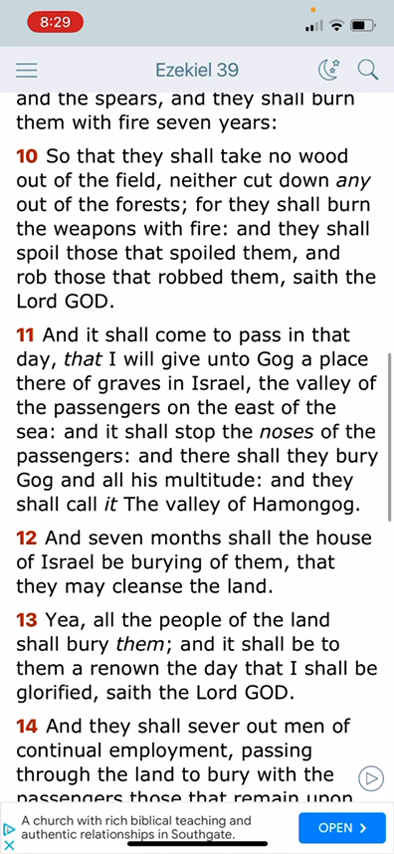 8:29
Ezekiel 39
and the spears, and they shall burn
them with fire seven years:
10 So that they shall take no wood
out of the field, neither cut down any
out of the forests; for they shall burn
the weapons with fire: and they shall
spoil those that spoiled them, and
rob those that robbed them, saith the
Lord GOD.
11 And it shall come to pass in that
day, that I will give unto Gog a place
there of graves in Israel, the valley of
the passengers on the east of the
sea: and it shall stop the noses of the
passengers: and there shall they bury
Gog and all his multitude: and they
shall call it The valley of Hamongog.
12 And seven months shall the house
of Israel be burying of them, that
they may cleanse the land.
13 Yea, all the people of the land
shall bury them; and it shall be to
them a renown the day that I shall be
glorified, saith the Lord GOD.
14 And they shall sever out men of
continual employment, passing
through the land to bury with the
passengers those that remain upon
A church with rich biblical teaching and
authentic relationships in Southgate.
OPEN